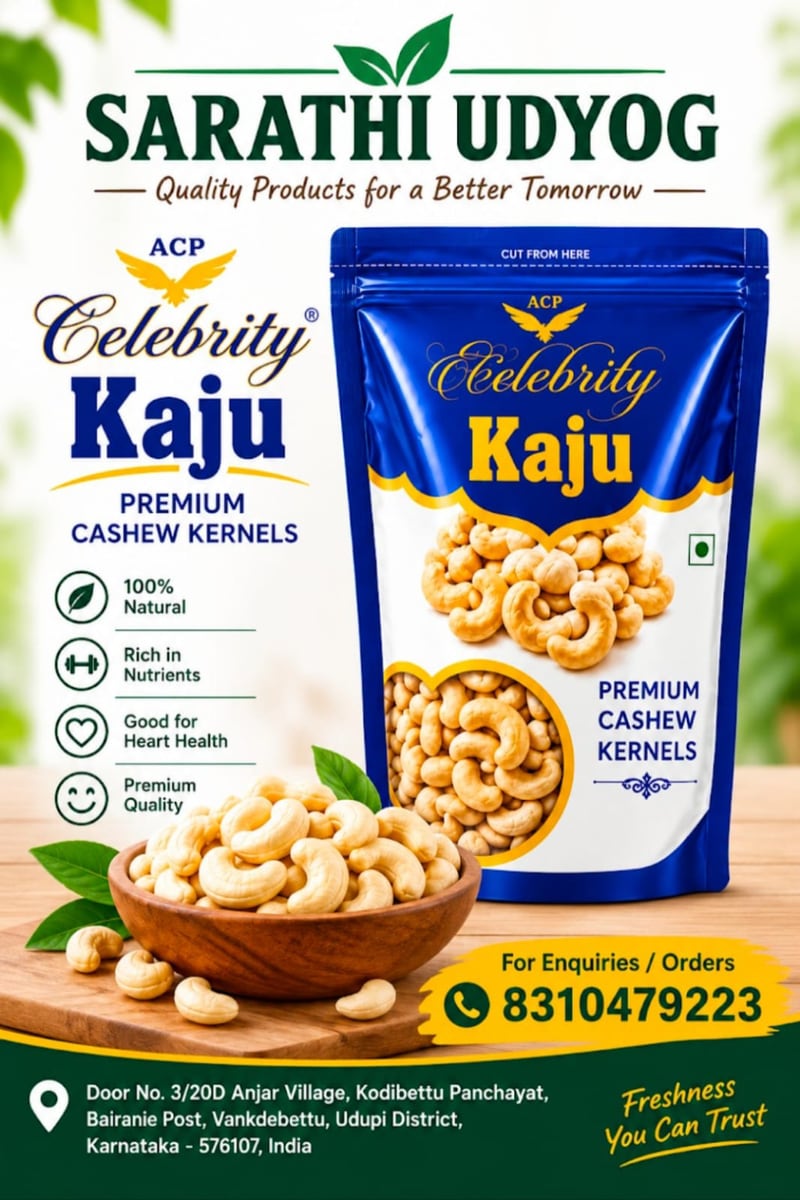 SARATHI UDYOG
Quality Products for a Better Tomorrow
ACP
Celebrity®
Kaju
PREMIUM
CASHEW KERNELS
100%
Natural
Rich in
Nutrients
Good for
Heart Health
Premium
Quality
CUT FROM HERE
ACP
Celebrity
Kaju
PREMIUM
CASHEW
KERNELS
For Enquiries / Orders
8310479223
Door No. 3/20D Anjar Village, Kodibettu Panchayat,
Bairanie Post, Vankdebettu, Udupi District,
Karnataka - 576107, India
Freshness
You Can Trust